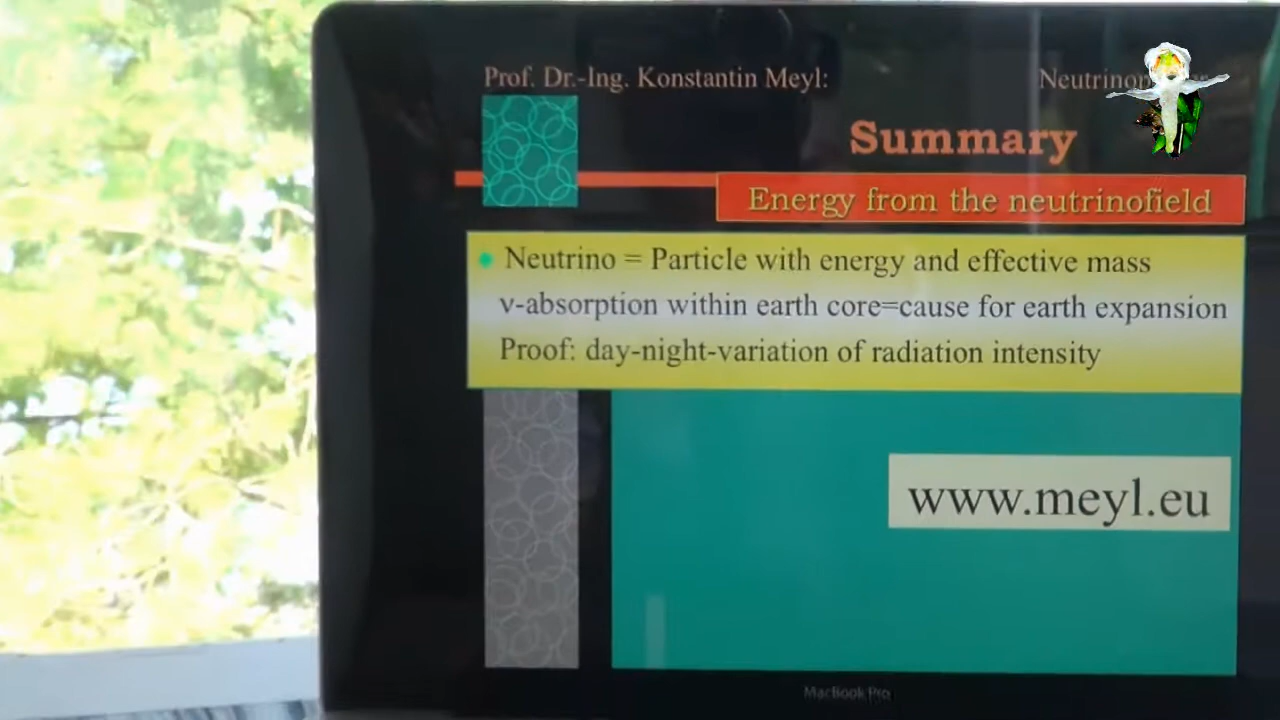 Prof. Dr.-Ing. Konstantin Meyl:
Summary
Energy from the neutrinofield
Neutrino = Particle with energy and effective mass
ν-absorption within earth core=cause for earth expansion
Proof: day-night-variation of radiation intensity
www.meyl.eu
MacBook Pro